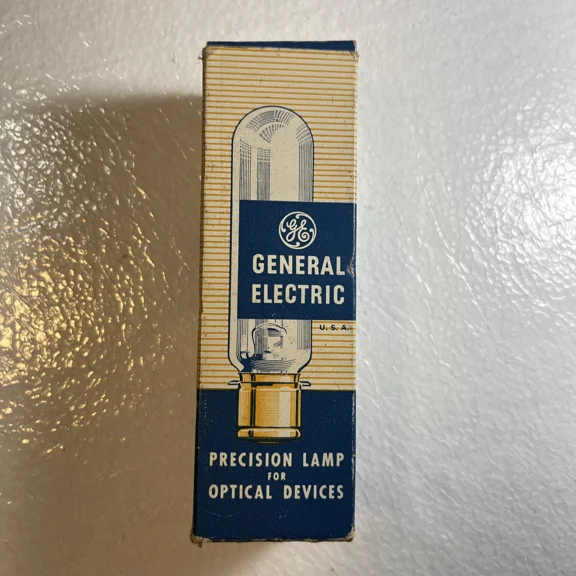 GE
GENERAL
ELECTRIC
U.S.A.
PRECISION LAMP
FOR
OPTICAL DEVICES